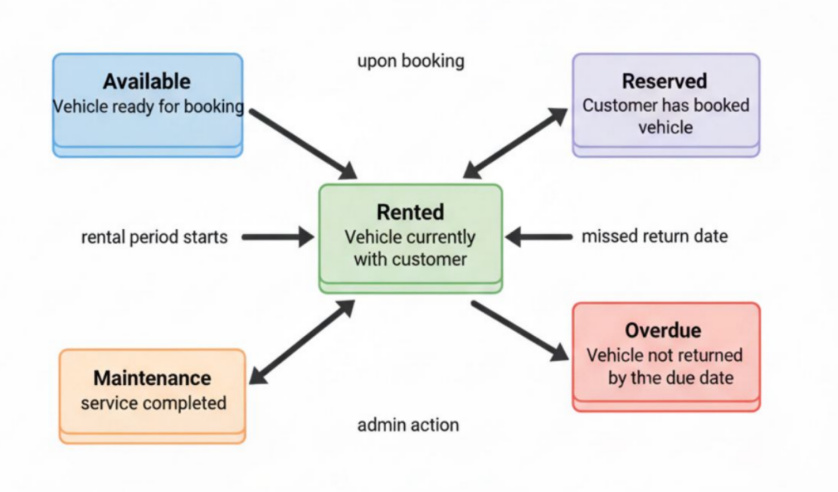 upon booking
Available
Vehicle ready for booking
Reserved
Customer has booked
vehicle
Rented
Vehicle currently
with customer
rental period starts
missed return date
Overdue
Vehicle not returned
by the due date
Maintenance
service completed
admin action